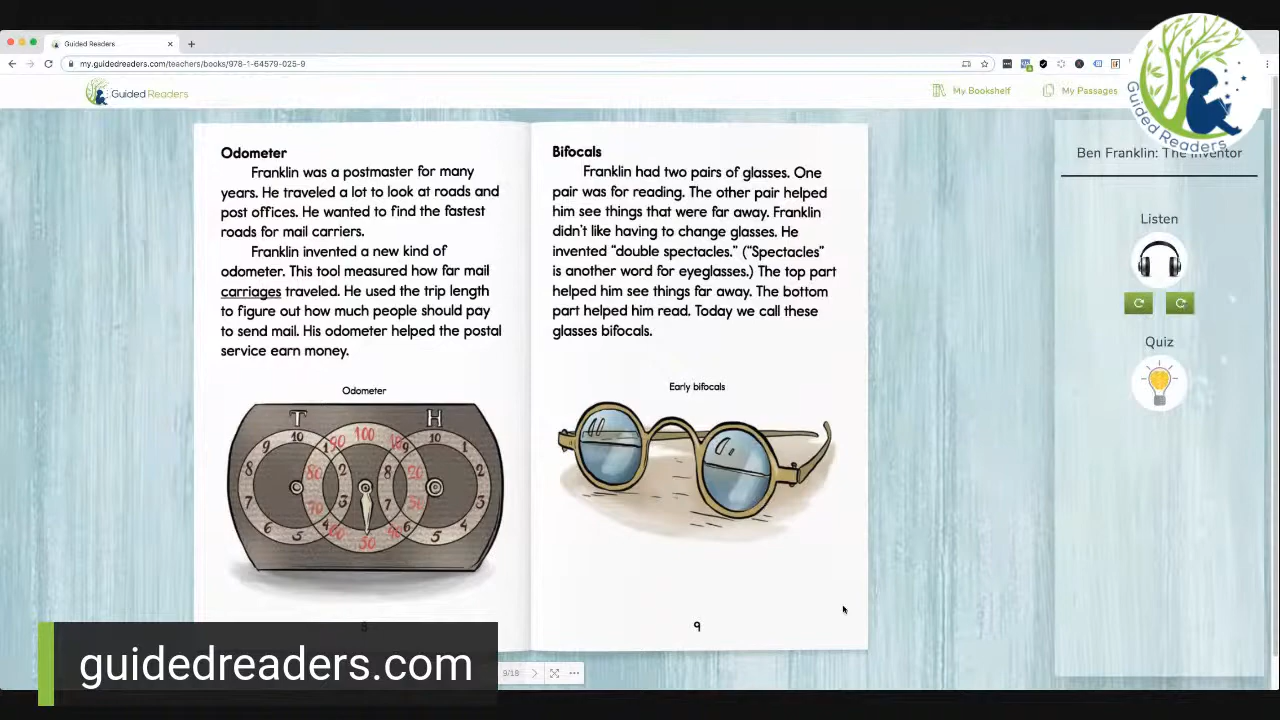 Guided Readers
my.guidedreaders.com/teachers/books/978-1-64579-025-9
Guided Readers
My Bookshelf
My Passages
Guided Readers
Odometer
Franklin was a postmaster for many
years. He traveled a lot to look at roads and
post offices. He wanted to find the fastest
roads for mail carriers.
Franklin invented a new kind of
odometer. This tool measured how far mail
carriages traveled. He used the trip length
to figure out how much people should pay
to send mail. His odometer helped the postal
service earn money.
Odometer
T
H
Bifocals
Franklin had two pairs of glasses. One
pair was for reading. The other pair helped
him see things that were far away. Franklin
didn't like having to change glasses. He
invented “double spectacles.” (“Spectacles”
is another word for eyeglasses.) The top part
helped him see things far away. The bottom
part helped him read. Today we call these
glasses bifocals.
Early bifocals
9
Ben Franklin: The Inventor
Listen
Quiz
9/18
guidedreaders.com